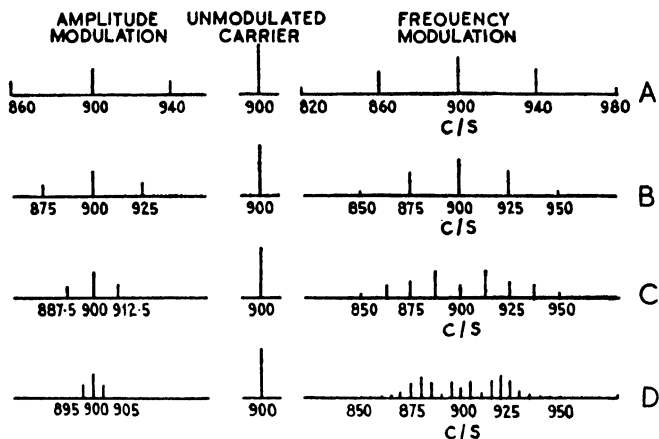 AMPLITUDE MODULATION
UNMODULATED CARRIER
FREQUENCY MODULATION
860 900 940
900
820 860 900 940 980
C/S
A
875 900 925
900
850 875 900 925 950
C/S
B
887·5 900 912·5
900
850 875 900 925 950
C/S
C
895 900 905
900
850 875 900 925 950
C/S
D